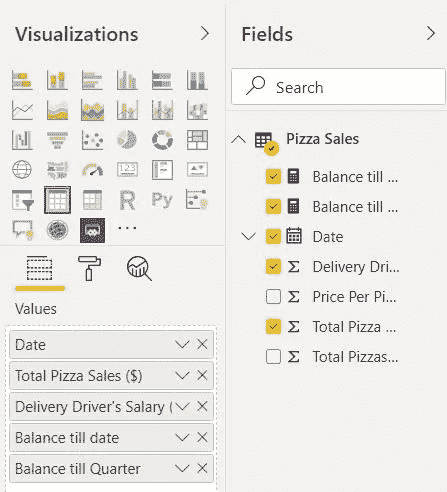 Visualizations
Fields
Search
Pizza Sales
Balance till ...
Balance till ...
Date
Delivery Dri...
Price Per Pi...
Total Pizza ...
Total Pizzas...
123
R
Py
...
Values
Date
Total Pizza Sales ($)
Delivery Driver's Salary (
Balance till date
Balance till Quarter